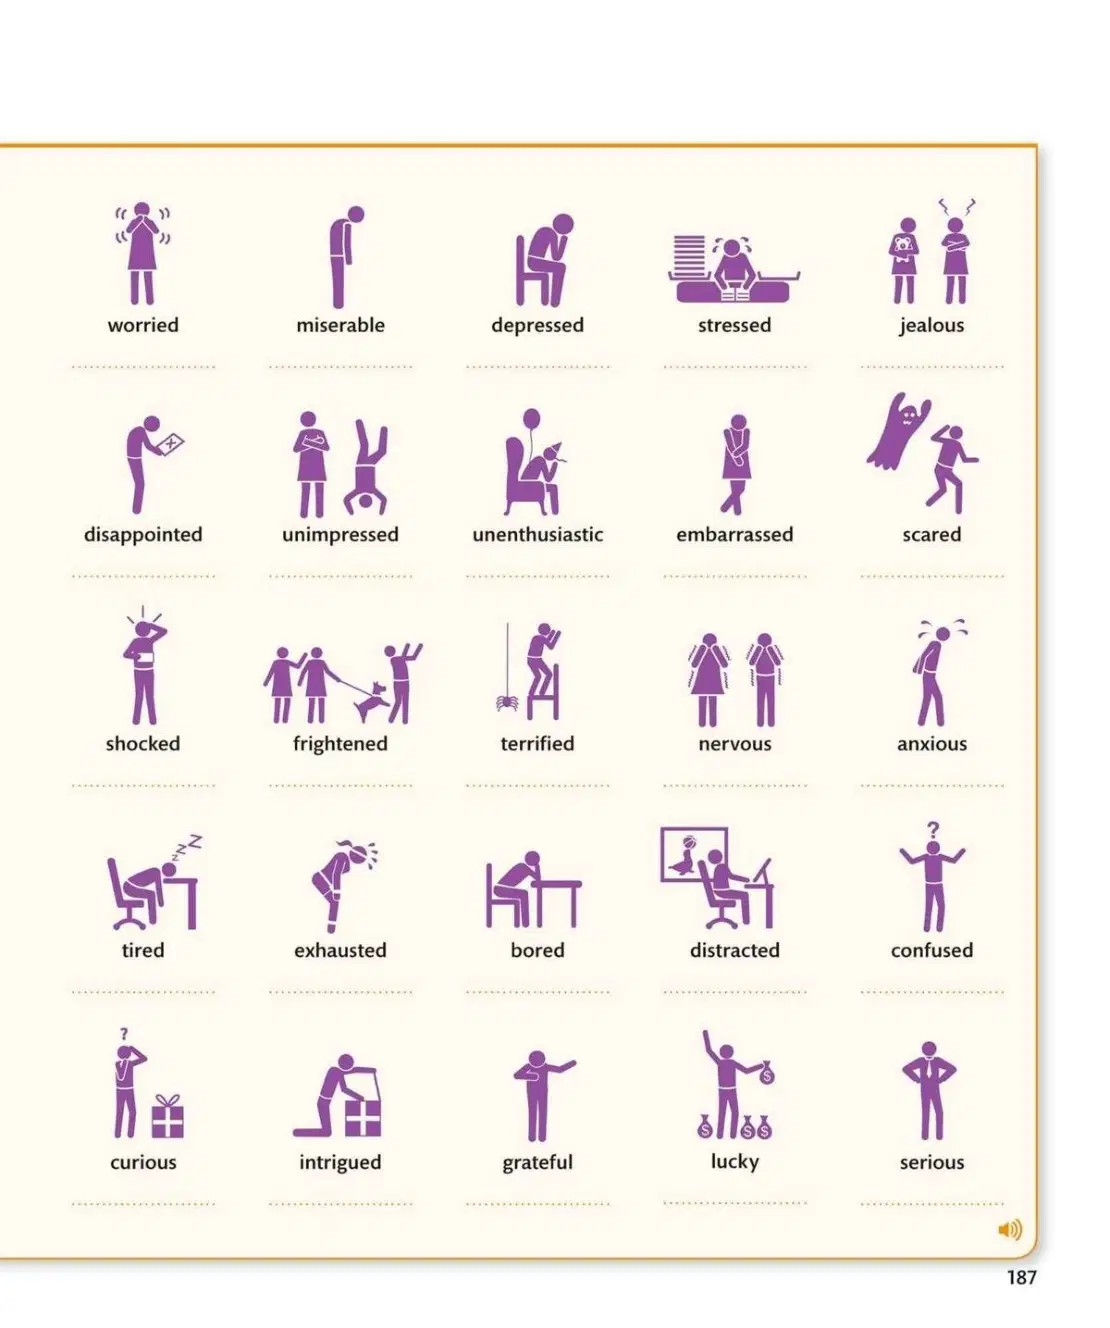 worried miserable depressed stressed jealous
disappointed unimpressed unenthusiastic embarrassed scared
shocked frightened terrified nervous anxious
zzz
tired exhausted bored distracted confused
?
?
$
$ $ $
curious intrigued grateful lucky serious
187